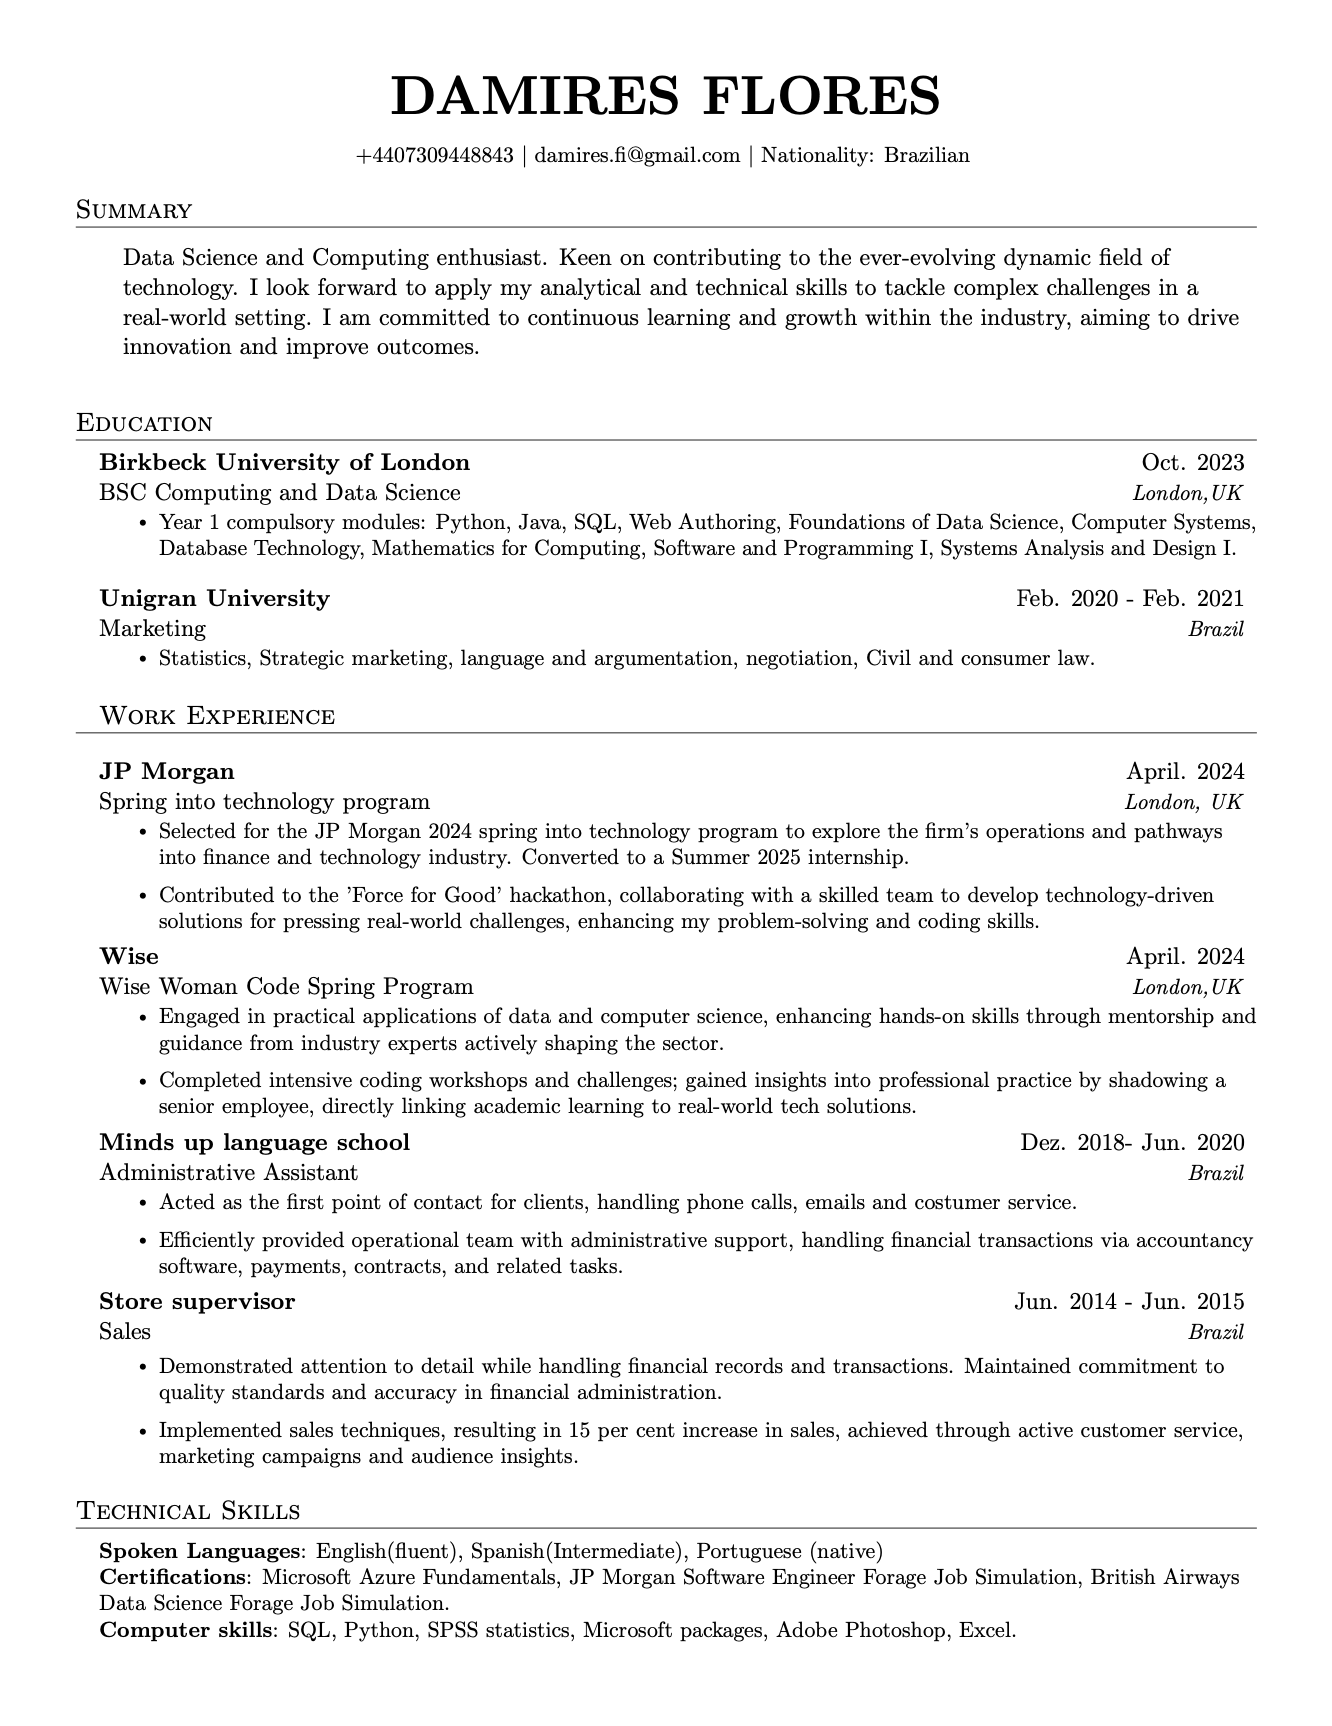 DAMIRES FLORES
+4407309448843 | damires.fi@gmail.com | Nationality: Brazilian
Summary
Data Science and Computing enthusiast. Keen on contributing to the ever-evolving dynamic field of
technology. I look forward to apply my analytical and technical skills to tackle complex challenges in a
real-world setting. I am committed to continuous learning and growth within the industry, aiming to drive
innovation and improve outcomes.
Education
Birkbeck University of London Oct. 2023
BSC Computing and Data Science London,UK
• Year 1 compulsory modules: Python, Java, SQL, Web Authoring, Foundations of Data Science, Computer Systems,
Database Technology, Mathematics for Computing, Software and Programming I, Systems Analysis and Design I.
Unigran University Feb. 2020 - Feb. 2021
Marketing Brazil
• Statistics, Strategic marketing, language and argumentation, negotiation, Civil and consumer law.
Work Experience
JP Morgan April. 2024
Spring into technology program London, UK
• Selected for the JP Morgan 2024 spring into technology program to explore the firm's operations and pathways
into finance and technology industry. Converted to a Summer 2025 internship.
• Contributed to the 'Force for Good' hackathon, collaborating with a skilled team to develop technology-driven
solutions for pressing real-world challenges, enhancing my problem-solving and coding skills.
Wise April. 2024
Wise Woman Code Spring Program London,UK
• Engaged in practical applications of data and computer science, enhancing hands-on skills through mentorship and
guidance from industry experts actively shaping the sector.
• Completed intensive coding workshops and challenges; gained insights into professional practice by shadowing a
senior employee, directly linking academic learning to real-world tech solutions.
Minds up language school Dez. 2018- Jun. 2020
Administrative Assistant Brazil
• Acted as the first point of contact for clients, handling phone calls, emails and costumer service.
• Efficiently provided operational team with administrative support, handling financial transactions via accountancy
software, payments, contracts, and related tasks.
Store supervisor Jun. 2014 - Jun. 2015
Sales Brazil
• Demonstrated attention to detail while handling financial records and transactions. Maintained commitment to
quality standards and accuracy in financial administration.
• Implemented sales techniques, resulting in 15 per cent increase in sales, achieved through active customer service,
marketing campaigns and audience insights.
Technical Skills
Spoken Languages: English(fluent), Spanish(Intermediate), Portuguese (native)
Certifications: Microsoft Azure Fundamentals, JP Morgan Software Engineer Forage Job Simulation, British Airways
Data Science Forage Job Simulation.
Computer skills: SQL, Python, SPSS statistics, Microsoft packages, Adobe Photoshop, Excel.